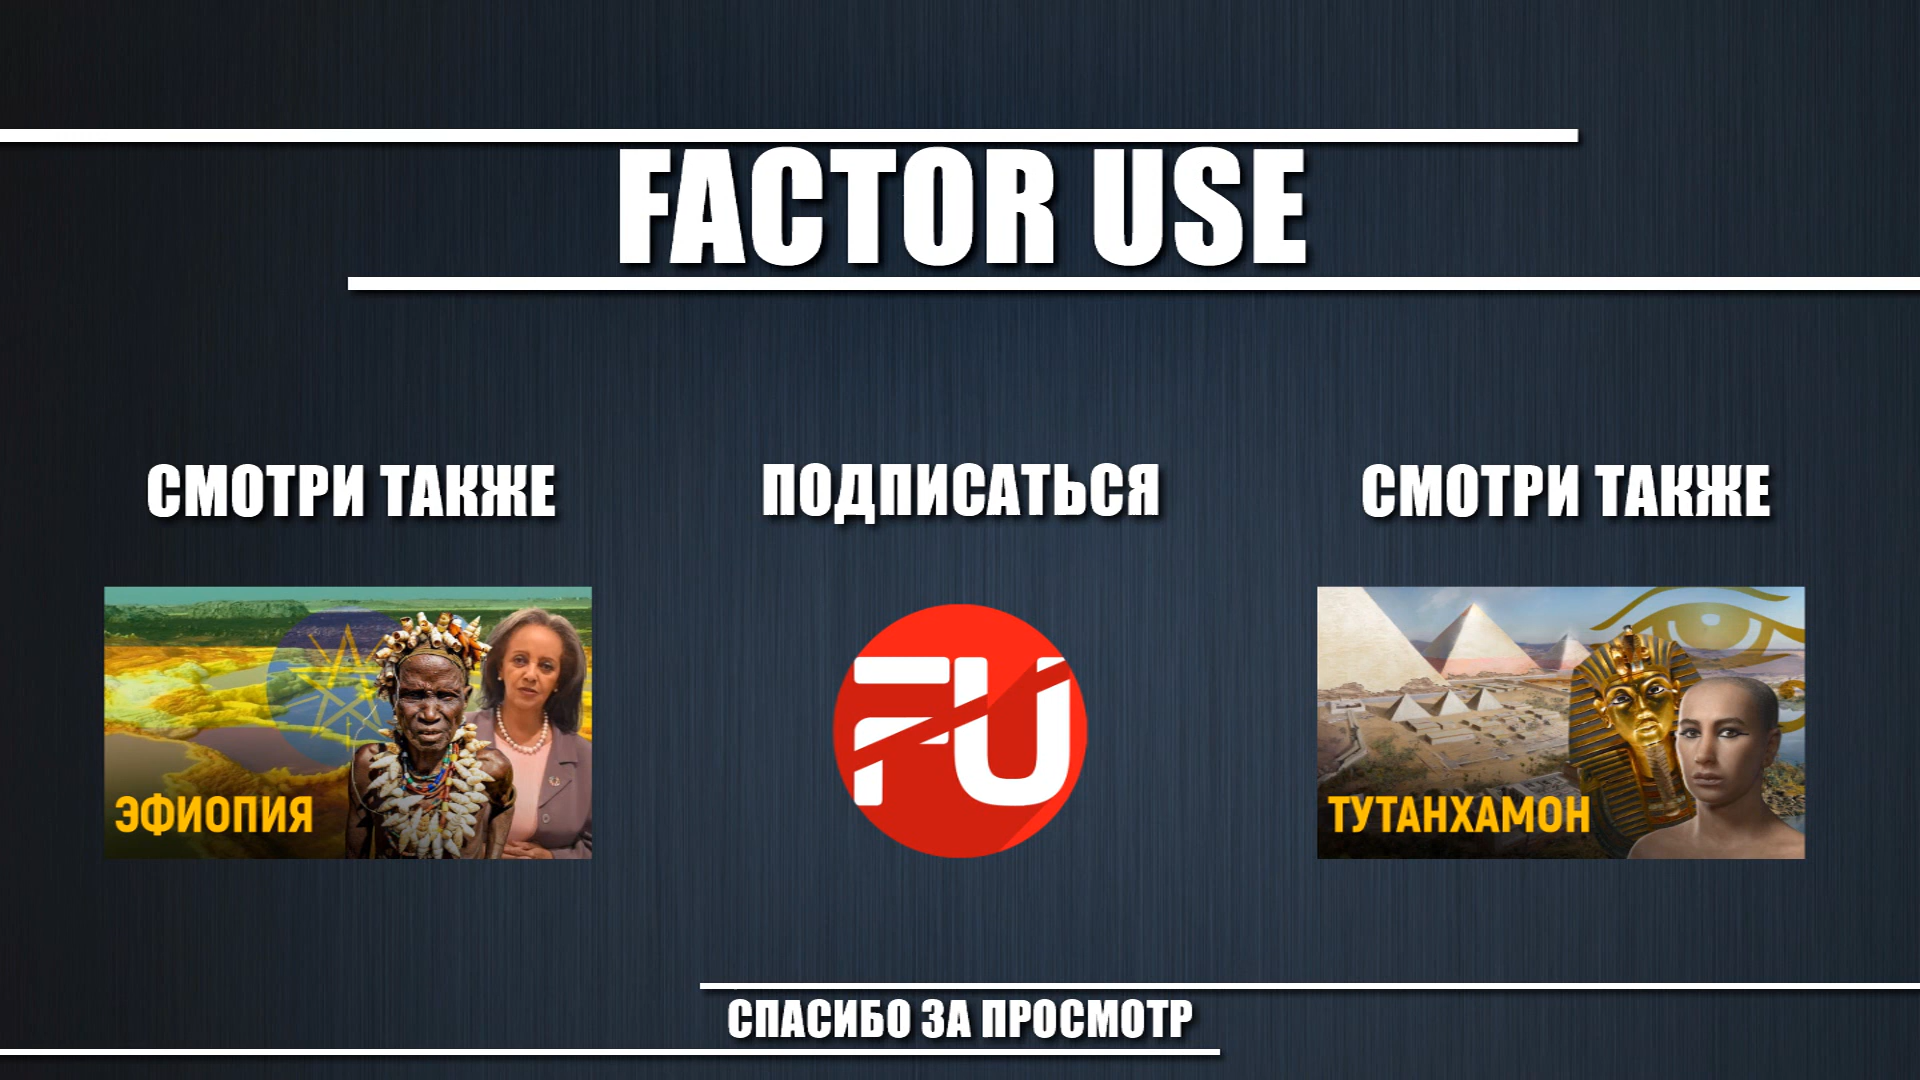 FACTOR USE
СМОТРИ ТАКЖЕ
ПОДПИСАТЬСЯ
СМОТРИ ТАКЖЕ
ЭФИОПИЯ
FU
ТУТАНХАМОН
СПАСИБО ЗА ПРОСМОТР